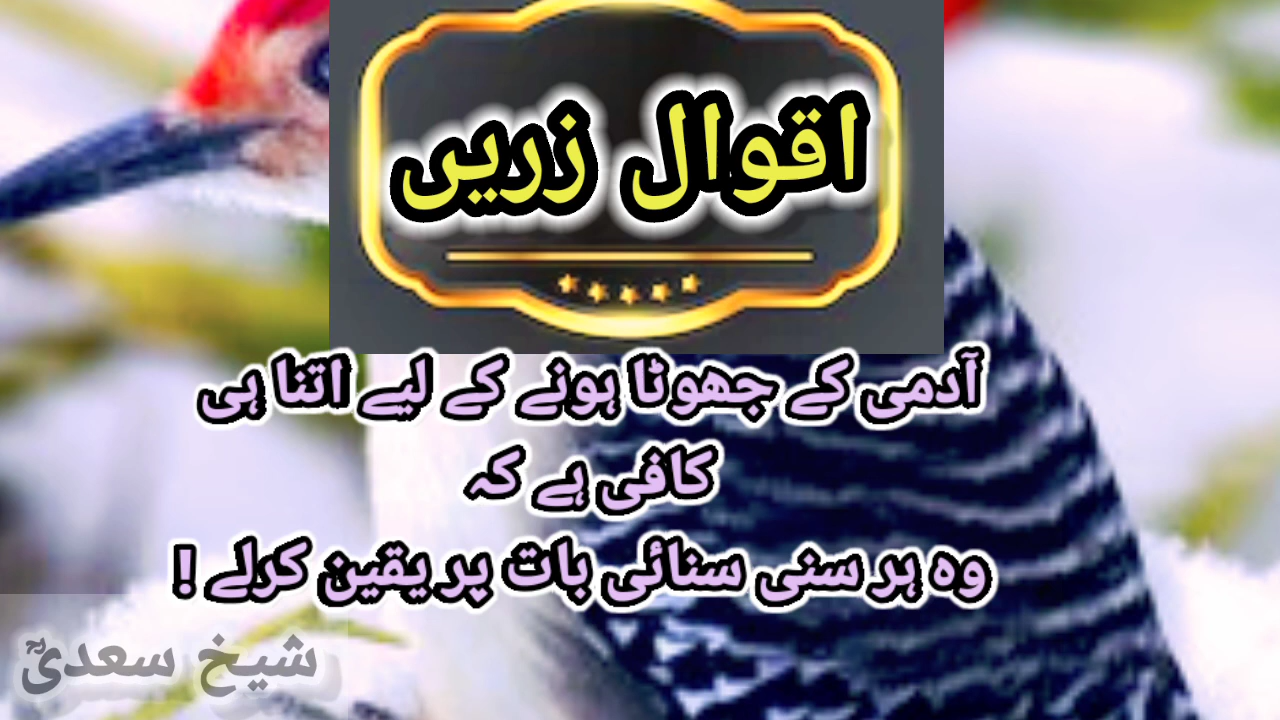 اقوال زریں
آدمی کے جھوٹا ہونے کے لیے اتنا ہی
کافی ہے کہ
وہ ہر سنی سنائی بات پر یقین کرلے !
شیخ سعدیؒ